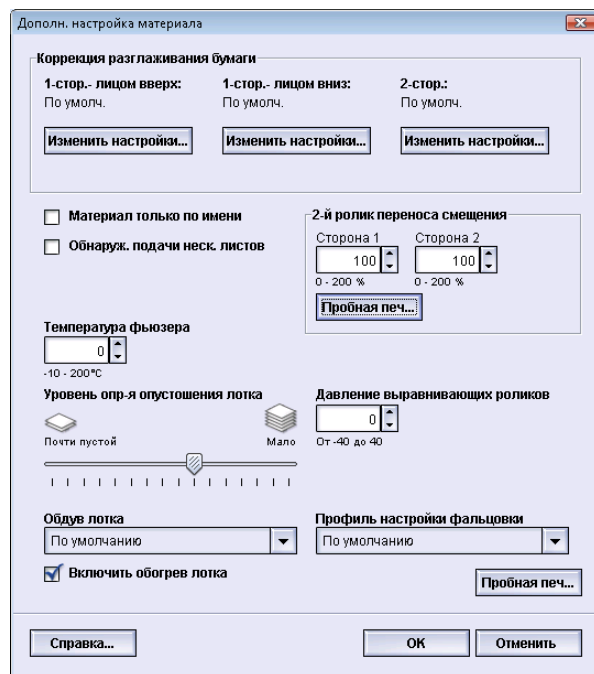 Дополн. настройка материала
Коррекция разглаживания бумаги
1-стор.- лицом вверх: 1-стор.- лицом вниз: 2-стор.:
По умолч. По умолч. По умолч.
Изменить настройки... Изменить настройки... Изменить настройки...
Материал только по имени
Обнаруж. подачи неск. листов
2-й ролик переноса смещения
Сторона 1 Сторона 2
100 100
0 - 200 % 0 - 200 %
Пробная печ...
Температура фьюзера
0
-10 - 200°C
Уровень опр-я опустошения лотка
Почти пустой Мало
Давление выравнивающих роликов
0
От -40 до 40
Обдув лотка
По умолчанию
Профиль настройки фальцовки
По умолчанию
Включить обогрев лотка
Пробная печ...
Справка... OK Отменить